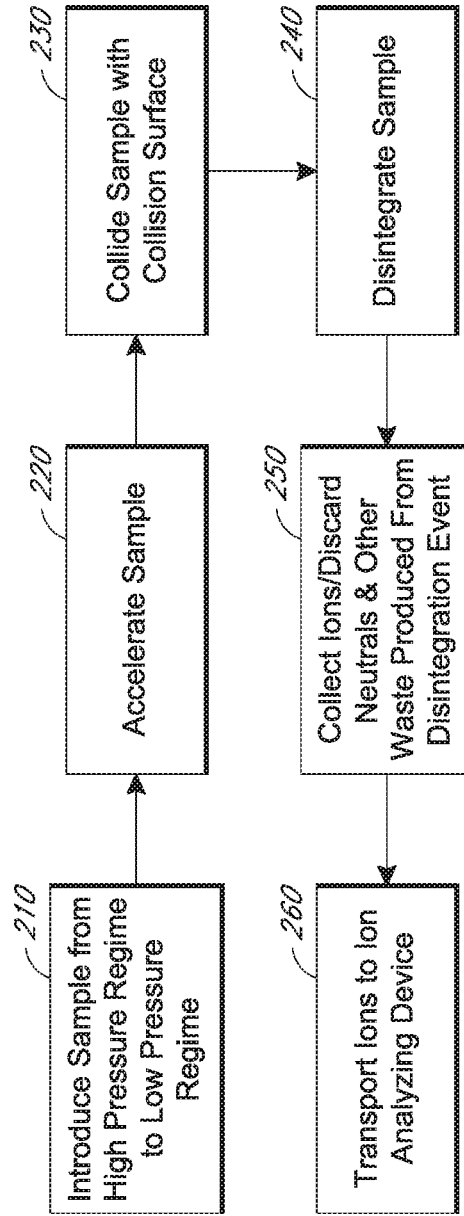 210
Introduce Sample from
High Pressure Regime
to Low Pressure
Regime
220
Accelerate Sample
230
Collide Sample with
Collision Surface
240
Disintegrate Sample
250
Collect Ions/Discard
Neutrals & Other
Waste Produced From
Disintegration Event
260
Transport Ions to Ion
Analyzing Device